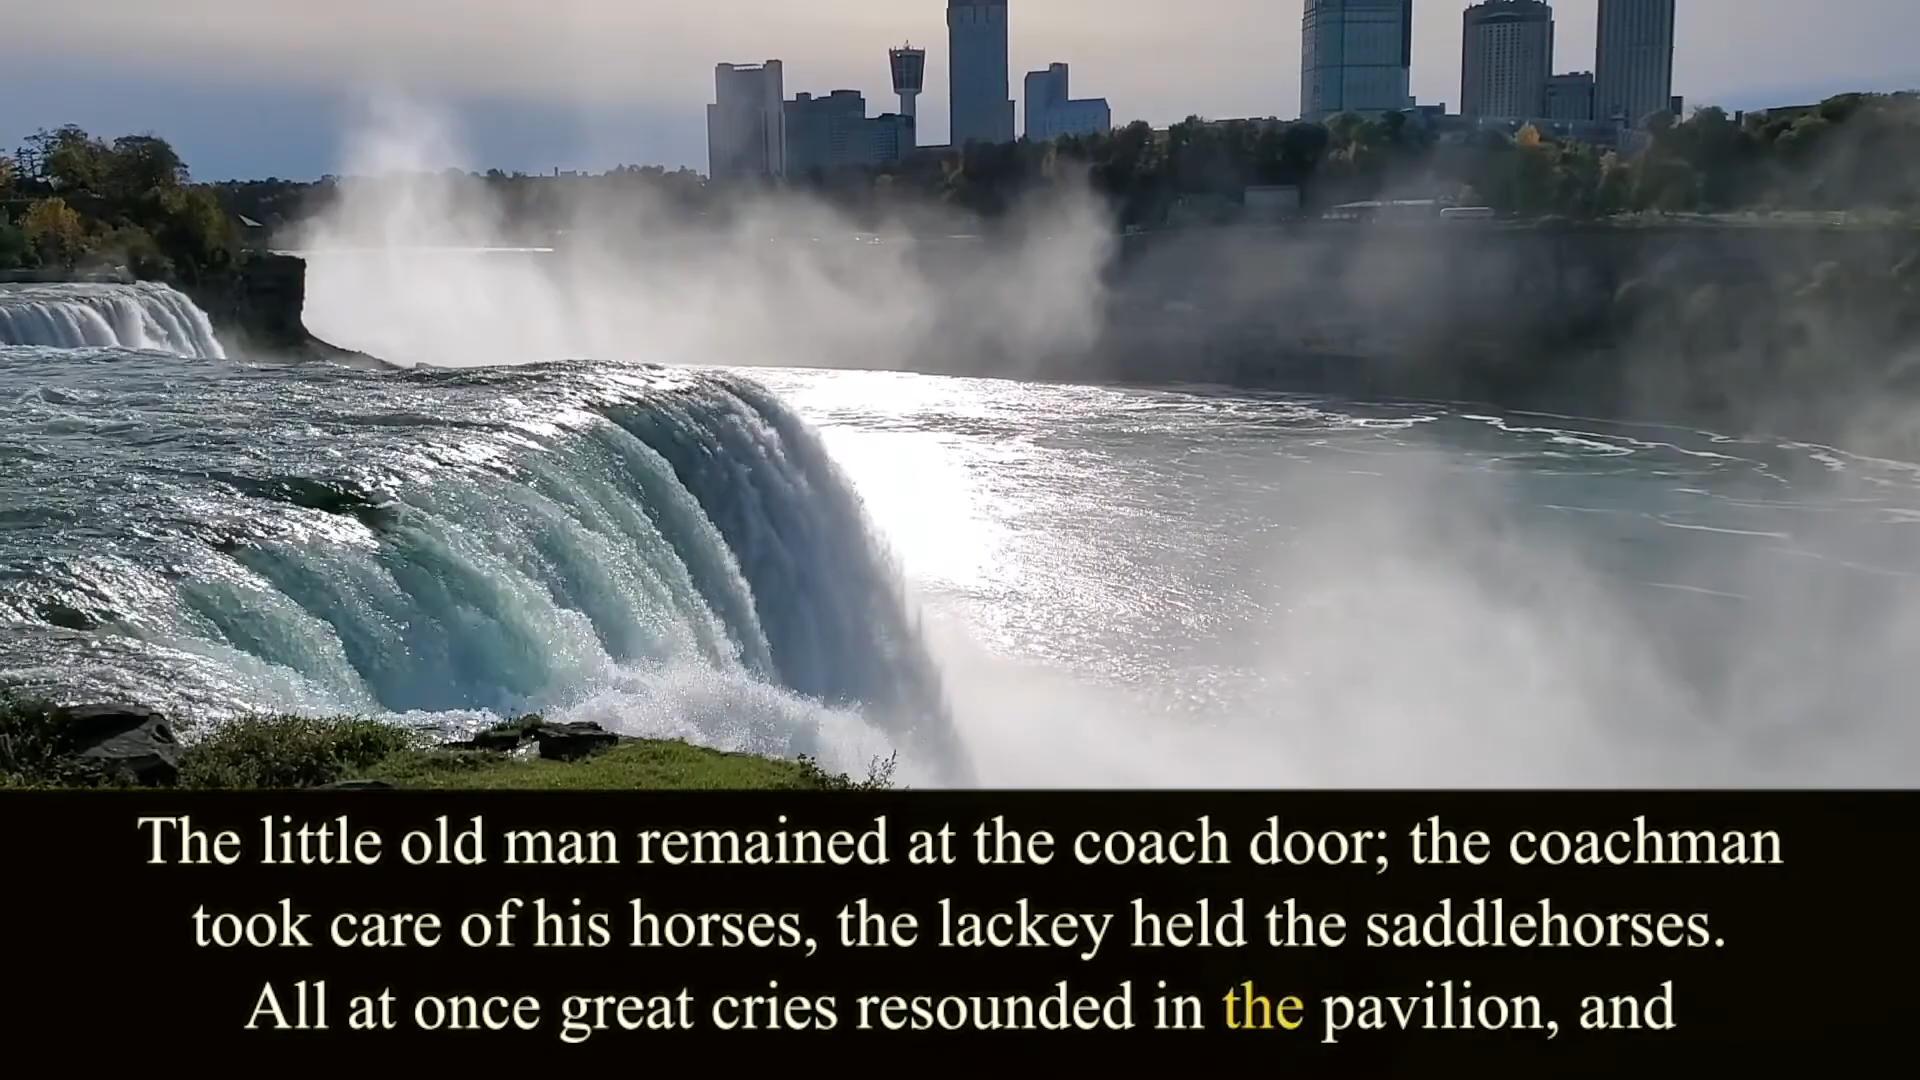 The little old man remained at the coach door; the coachman
took care of his horses, the lackey held the saddlehorses.
All at once great cries resounded in the pavilion, and